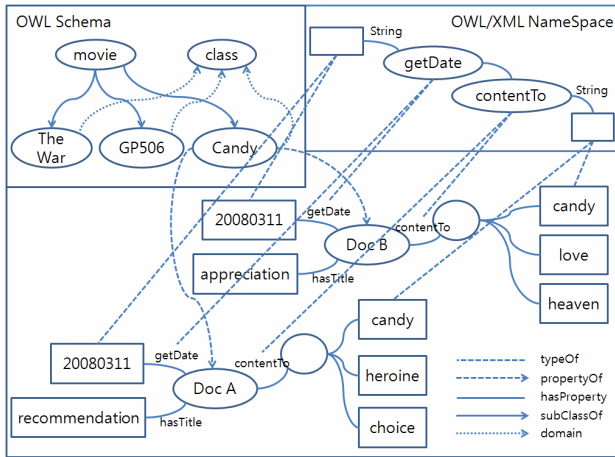 OWL Schema
OWL/XML NameSpace
String
movie
class
getDate
contentTo
String
The
War
GP506
Candy
20080311
getDate
contentTo
candy
Doc B
love
appreciation
hasTitle
heaven
candy
20080311
getDate
contentTo
typeOf
heroine
propertyOf
Doc A
hasProperty
recommendation
hasTitle
choice
subClassOf
domain